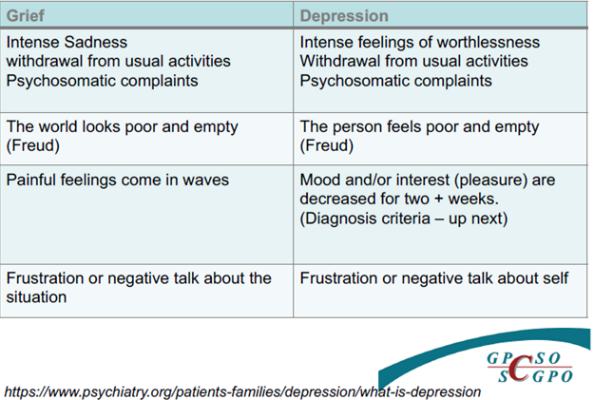 Grief
Depression
Intense Sadness
withdrawal from usual activities
Psychosomatic complaints
Intense feelings of worthlessness
Withdrawal from usual activities
Psychosomatic complaints
The world looks poor and empty
(Freud)
The person feels poor and empty
(Freud)
Painful feelings come in waves
Mood and/or interest (pleasure) are
decreased for two + weeks.
(Diagnosis criteria – up next)
Frustration or negative talk about the
situation
Frustration or negative talk about self
GPCSO
SCGPO
https://www.psychiatry.org/patients-families/depression/what-is-depression